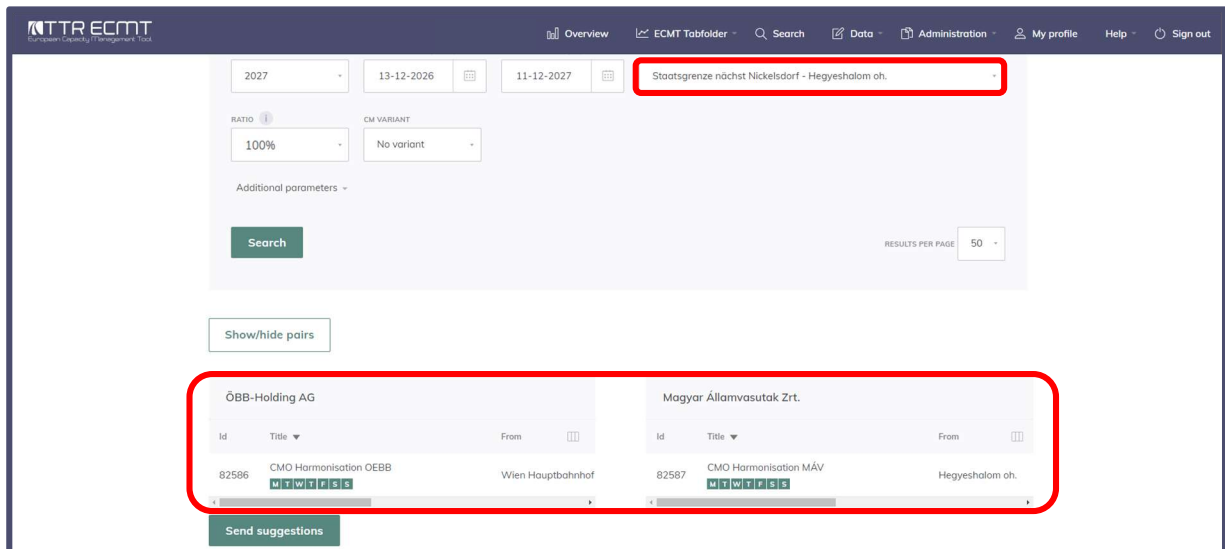 TTR ECMT
European Capacity Management Tool
Overview
ECMT Tabfolder
Search
Data
Administration
My profile
Help
Sign out
2027
13-12-2026
11-12-2027
Staatsgrenze nächst Nickelsdorf - Hegyeshalom oh.
RATIO i
CM VARIANT
100%
No variant
Additional parameters
Search
RESULTS PER PAGE
50
Show/hide pairs
ÖBB-Holding AG
Id Title From
82586 CMO Harmonisation OEBB Wien Hauptbahnhof
M T W T F S S
Magyar Államvasutak Zrt.
Id Title From
82587 CMO Harmonisation MÁV Hegyeshalom oh.
M T W T F S S
Send suggestions